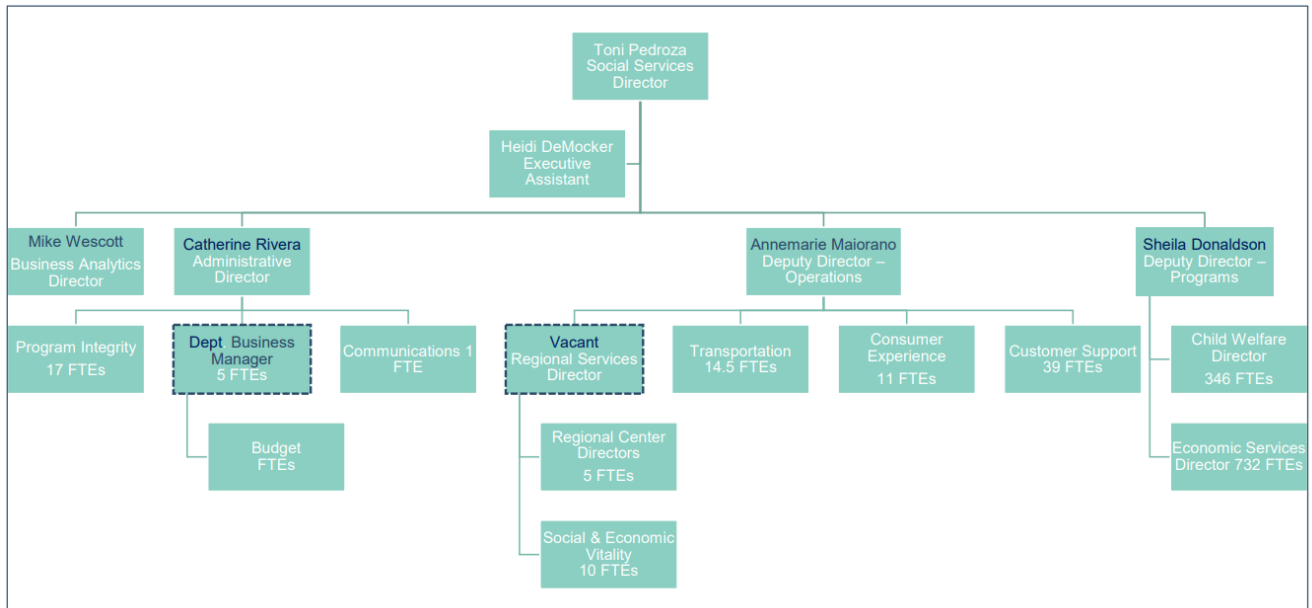 Toni Pedroza
Social Services
Director
Heidi DeMocker
Executive
Assistant
Mike Wescott
Business Analytics
Director
Catherine Rivera
Administrative
Director
Annemarie Maiorano
Deputy Director –
Operations
Sheila Donaldson
Deputy Director –
Programs
Program Integrity
17 FTEs
Dept. Business
Manager
5 FTEs
Communications 1
FTE
Vacant
Regional Services
Director
Transportation
14.5 FTEs
Consumer
Experience
11 FTEs
Customer Support
39 FTEs
Child Welfare
Director
346 FTEs
Budget
FTEs
Regional Center
Directors
5 FTEs
Economic Services
Director 732 FTEs
Social & Economic
Vitality
10 FTEs